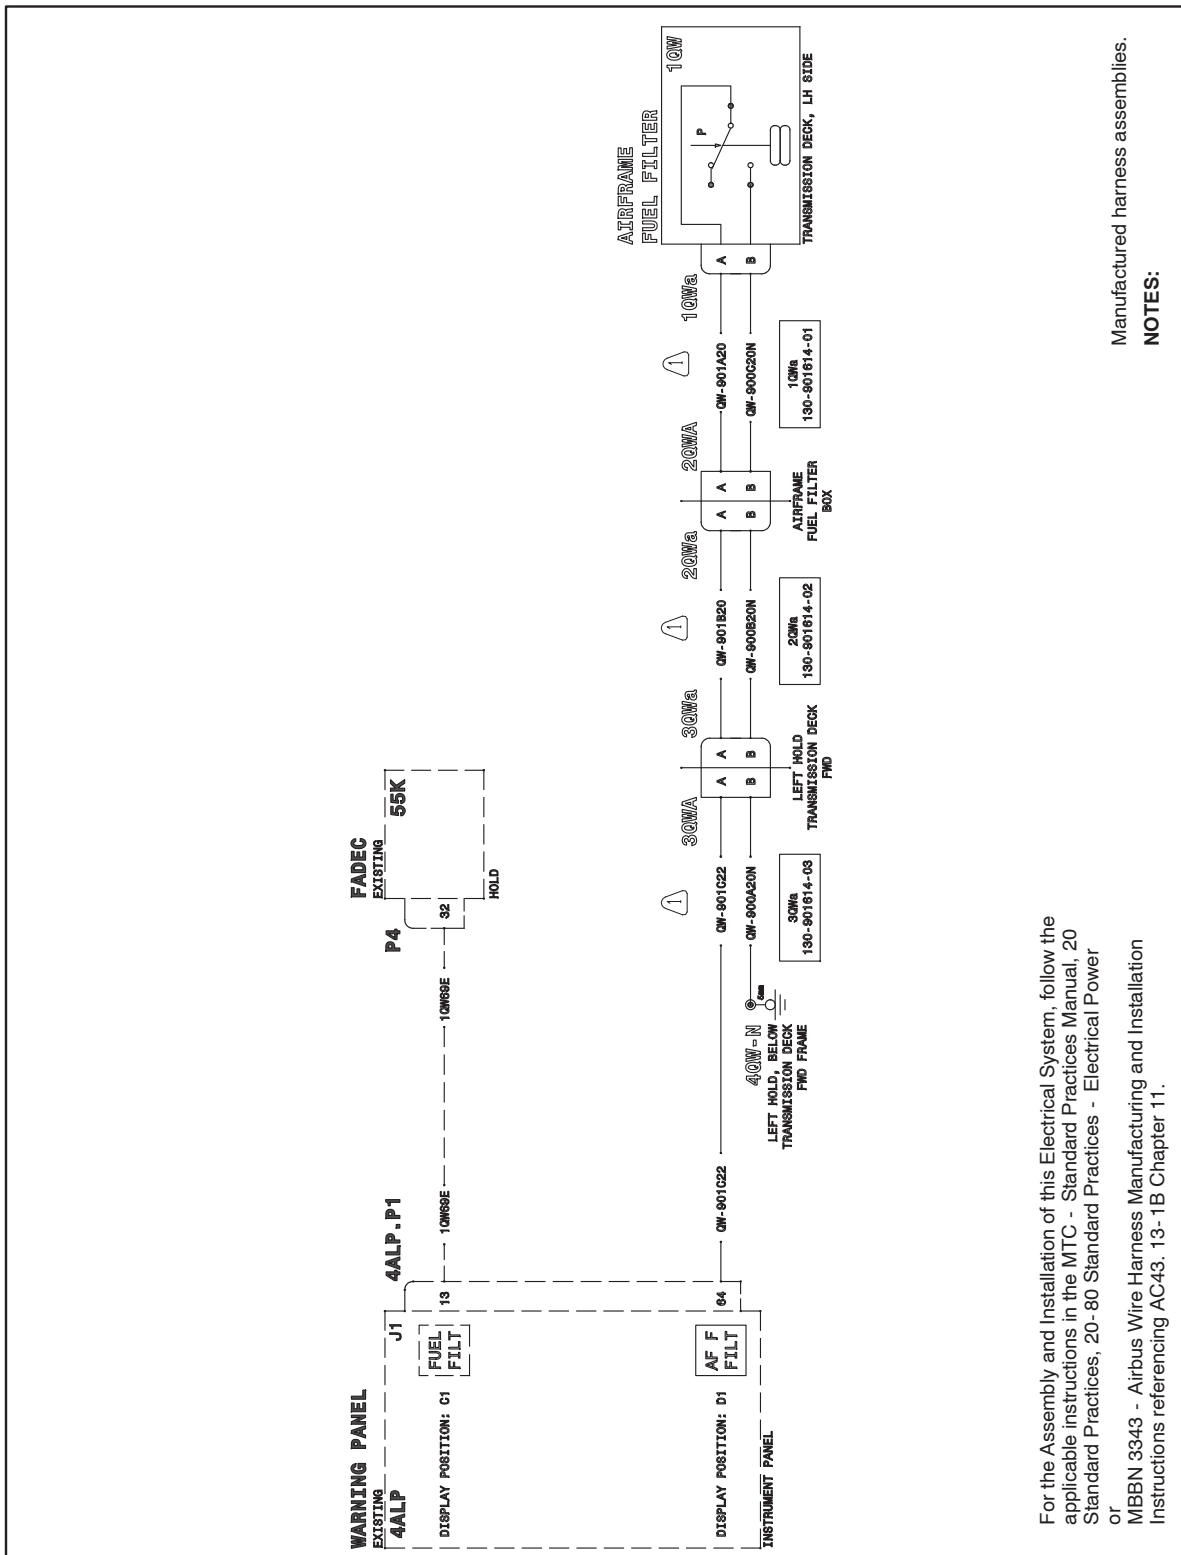 WARNING PANEL
EXISTING
4ALP
J1
4ALP.P1
DISPLAY POSITION: C1
FUEL
FILT
13
1QW69E
1QW69E
P4
32
FADEC
EXISTING
55K
HOLD
DISPLAY POSITION: D1
AF F
FILT
64
INSTRUMENT PANEL
QW-901C22
4QW-N
5mm
LEFT HOLD, BELOW
TRANSMISSION DECK
FWD FRAME
1
QW-901C22
QW-900A20N
3QWa
130-901614-03
3QWA
3QWa
A
A
B
B
LEFT HOLD
TRANSMISSION DECK
FWD
1
QW-901B20
QW-900B20N
2QWa
130-901614-02
2QWa
2QWA
A
A
B
B
AIRFRAME
FUEL FILTER
BOX
1
QW-901A20
QW-900C20N
1QWa
130-901614-01
1QWa
A
B
AIRFRAME
FUEL FILTER
1QW
P
TRANSMISSION DECK, LH SIDE
For the Assembly and Installation of this Electrical System, follow the
applicable instructions in the MTC - Standard Practices Manual, 20
Standard Practices, 20-80 Standard Practices - Electrical Power
or
MBBN 3343 - Airbus Wire Harness Manufacturing and Installation
Instructions referencing AC43. 13-1B Chapter 11.
Manufactured harness assemblies.
NOTES: